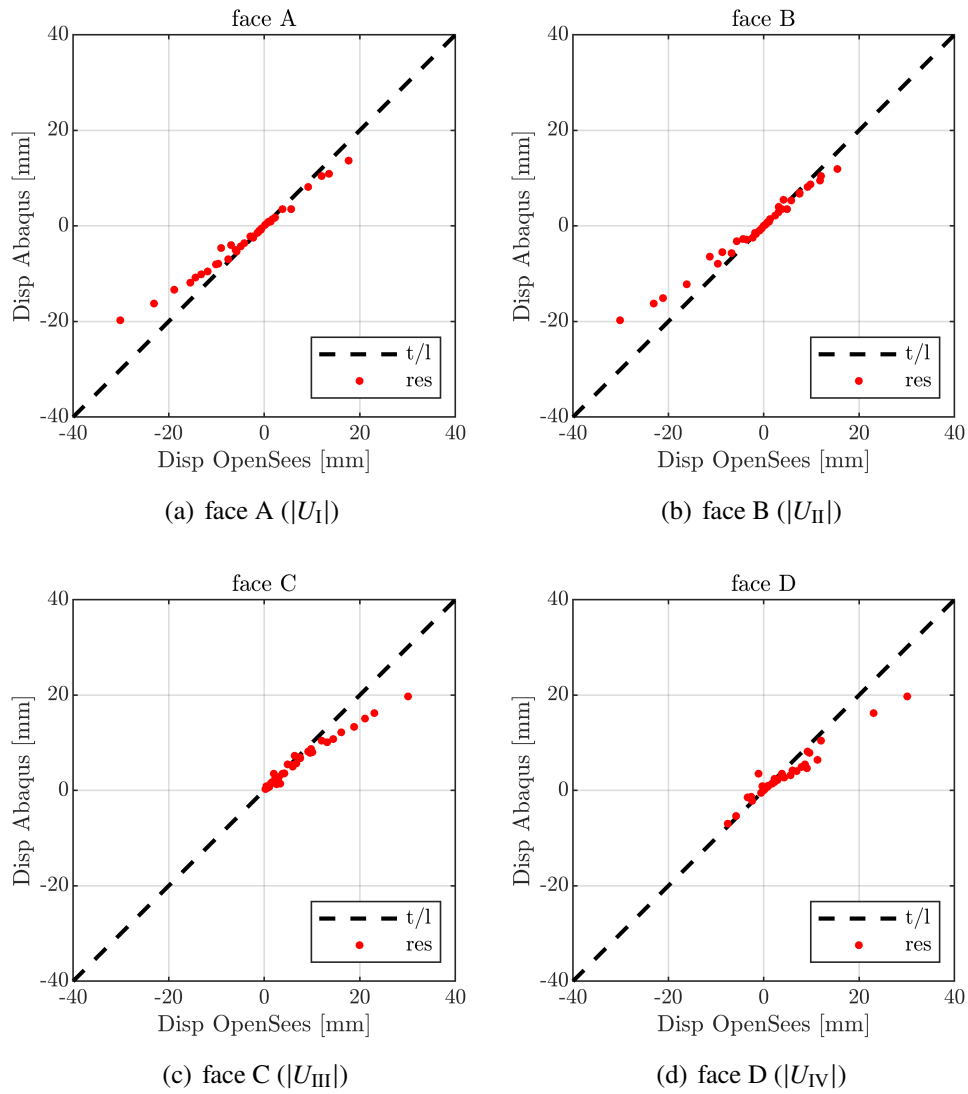 face A
40
20
0
-20
-40
-40 -20 0 20 40
Disp Abaqus [mm]
Disp OpenSees [mm]
t/l
res
(a) face A (|U_I|)
face B
40
20
0
-20
-40
-40 -20 0 20 40
Disp Abaqus [mm]
Disp OpenSees [mm]
t/l
res
(b) face B (|U_II|)
face C
40
20
0
-20
-40
-40 -20 0 20 40
Disp Abaqus [mm]
Disp OpenSees [mm]
t/l
res
(c) face C (|U_III|)
face D
40
20
0
-20
-40
-40 -20 0 20 40
Disp Abaqus [mm]
Disp OpenSees [mm]
t/l
res
(d) face D (|U_IV|)